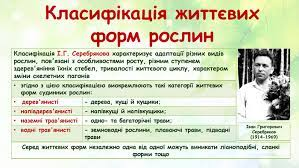 Класифікація життєвих
форм рослин
Класифікація І.Г. Серебрякова характеризує адаптації різних видів
рослин, пов'язані з особливостями росту, різним ступенем
здерев'яніння їхніх стебел, тривалості життєвого циклу, характером
зміни скелетних пагонів
• згідно з цією класифікацією виокремлюють такі категорії життєвих
форм судинних рослин:
• дерев'янисті - дерева, кущі й кущики;
• напівдерев'янисті - напівкущі й напівкущики;
• наземні трав'янисті - одно- та багаторічні трави;
• водні трав'янисті - земноводні рослини, плаваючі трави, підводні
трави
Серед життєвих форм незалежно одна від одної можуть виникати ліаноподібні, сланкі
форми тощо
Іван Григорович
Серебряков
(1914-1969)